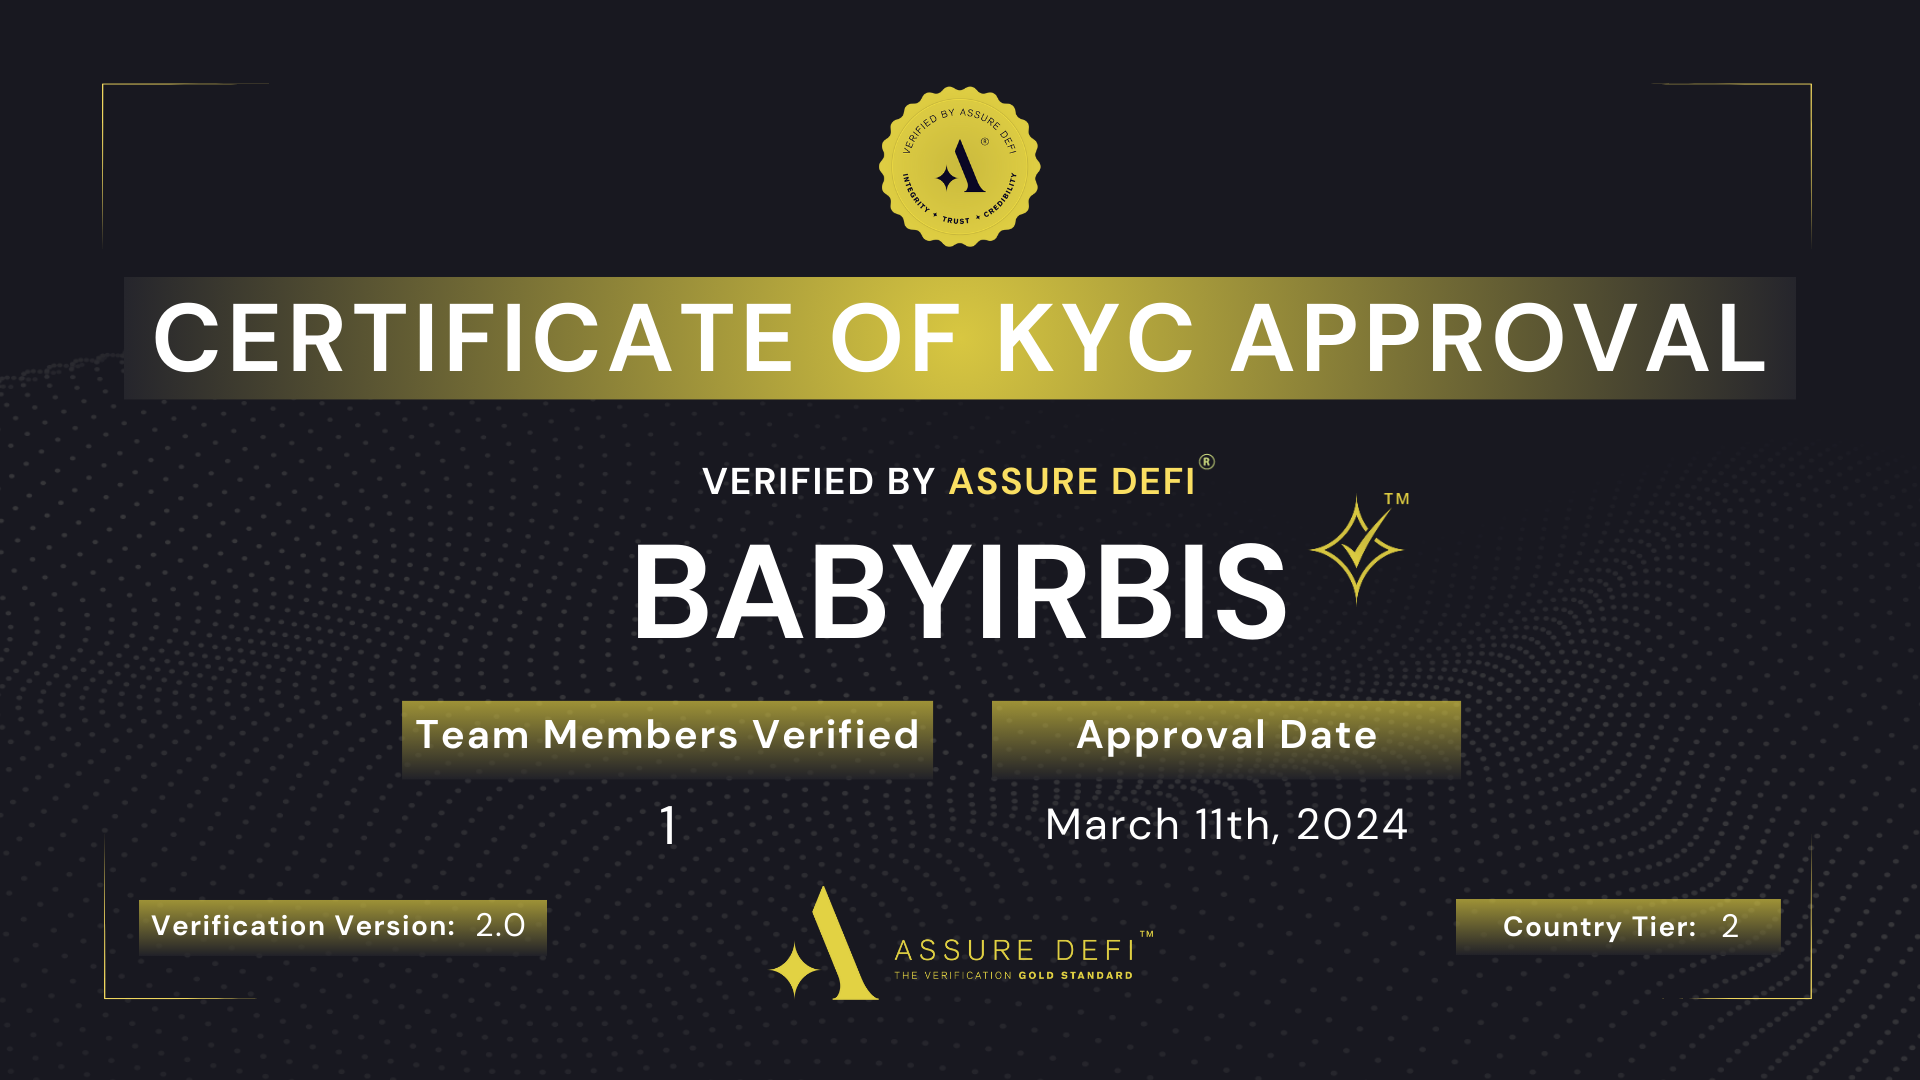 VERIFIED BY ASSURE DEFI
A ®
INTEGRITY ✦ TRUST ✦ CREDIBILITY
CERTIFICATE OF KYC APPROVAL
VERIFIED BY ASSURE DEFI®
BABYIRBIS ™
Team Members Verified
1
Approval Date
March 11th, 2024
Verification Version: 2.0
ASSURE DEFI™
THE VERIFICATION GOLD STANDARD
Country Tier: 2